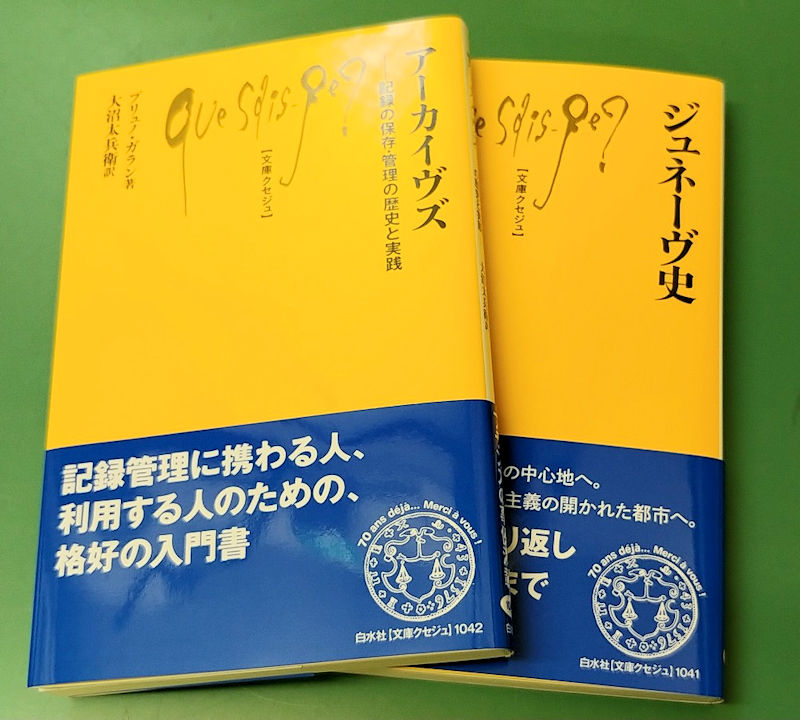 アーカイヴズ
──記録の保存・管理の歴史と実践
Que sais-je?
［文庫クセジュ］
ブリュノ・ガラン著
大沼太兵衛訳
記録管理に携わる人、
利用する人のための、
格好の入門書
70 ans déjà... Merci à vous !
白水社［文庫クセジュ］1042
ジュネーヴ史
sais-je?
［文庫クセジュ］
の中心地へ。
主義の開かれた都市へ。
り返し
まで
70 ans déjà... Merci à vous !
白水社［文庫クセジュ］1041